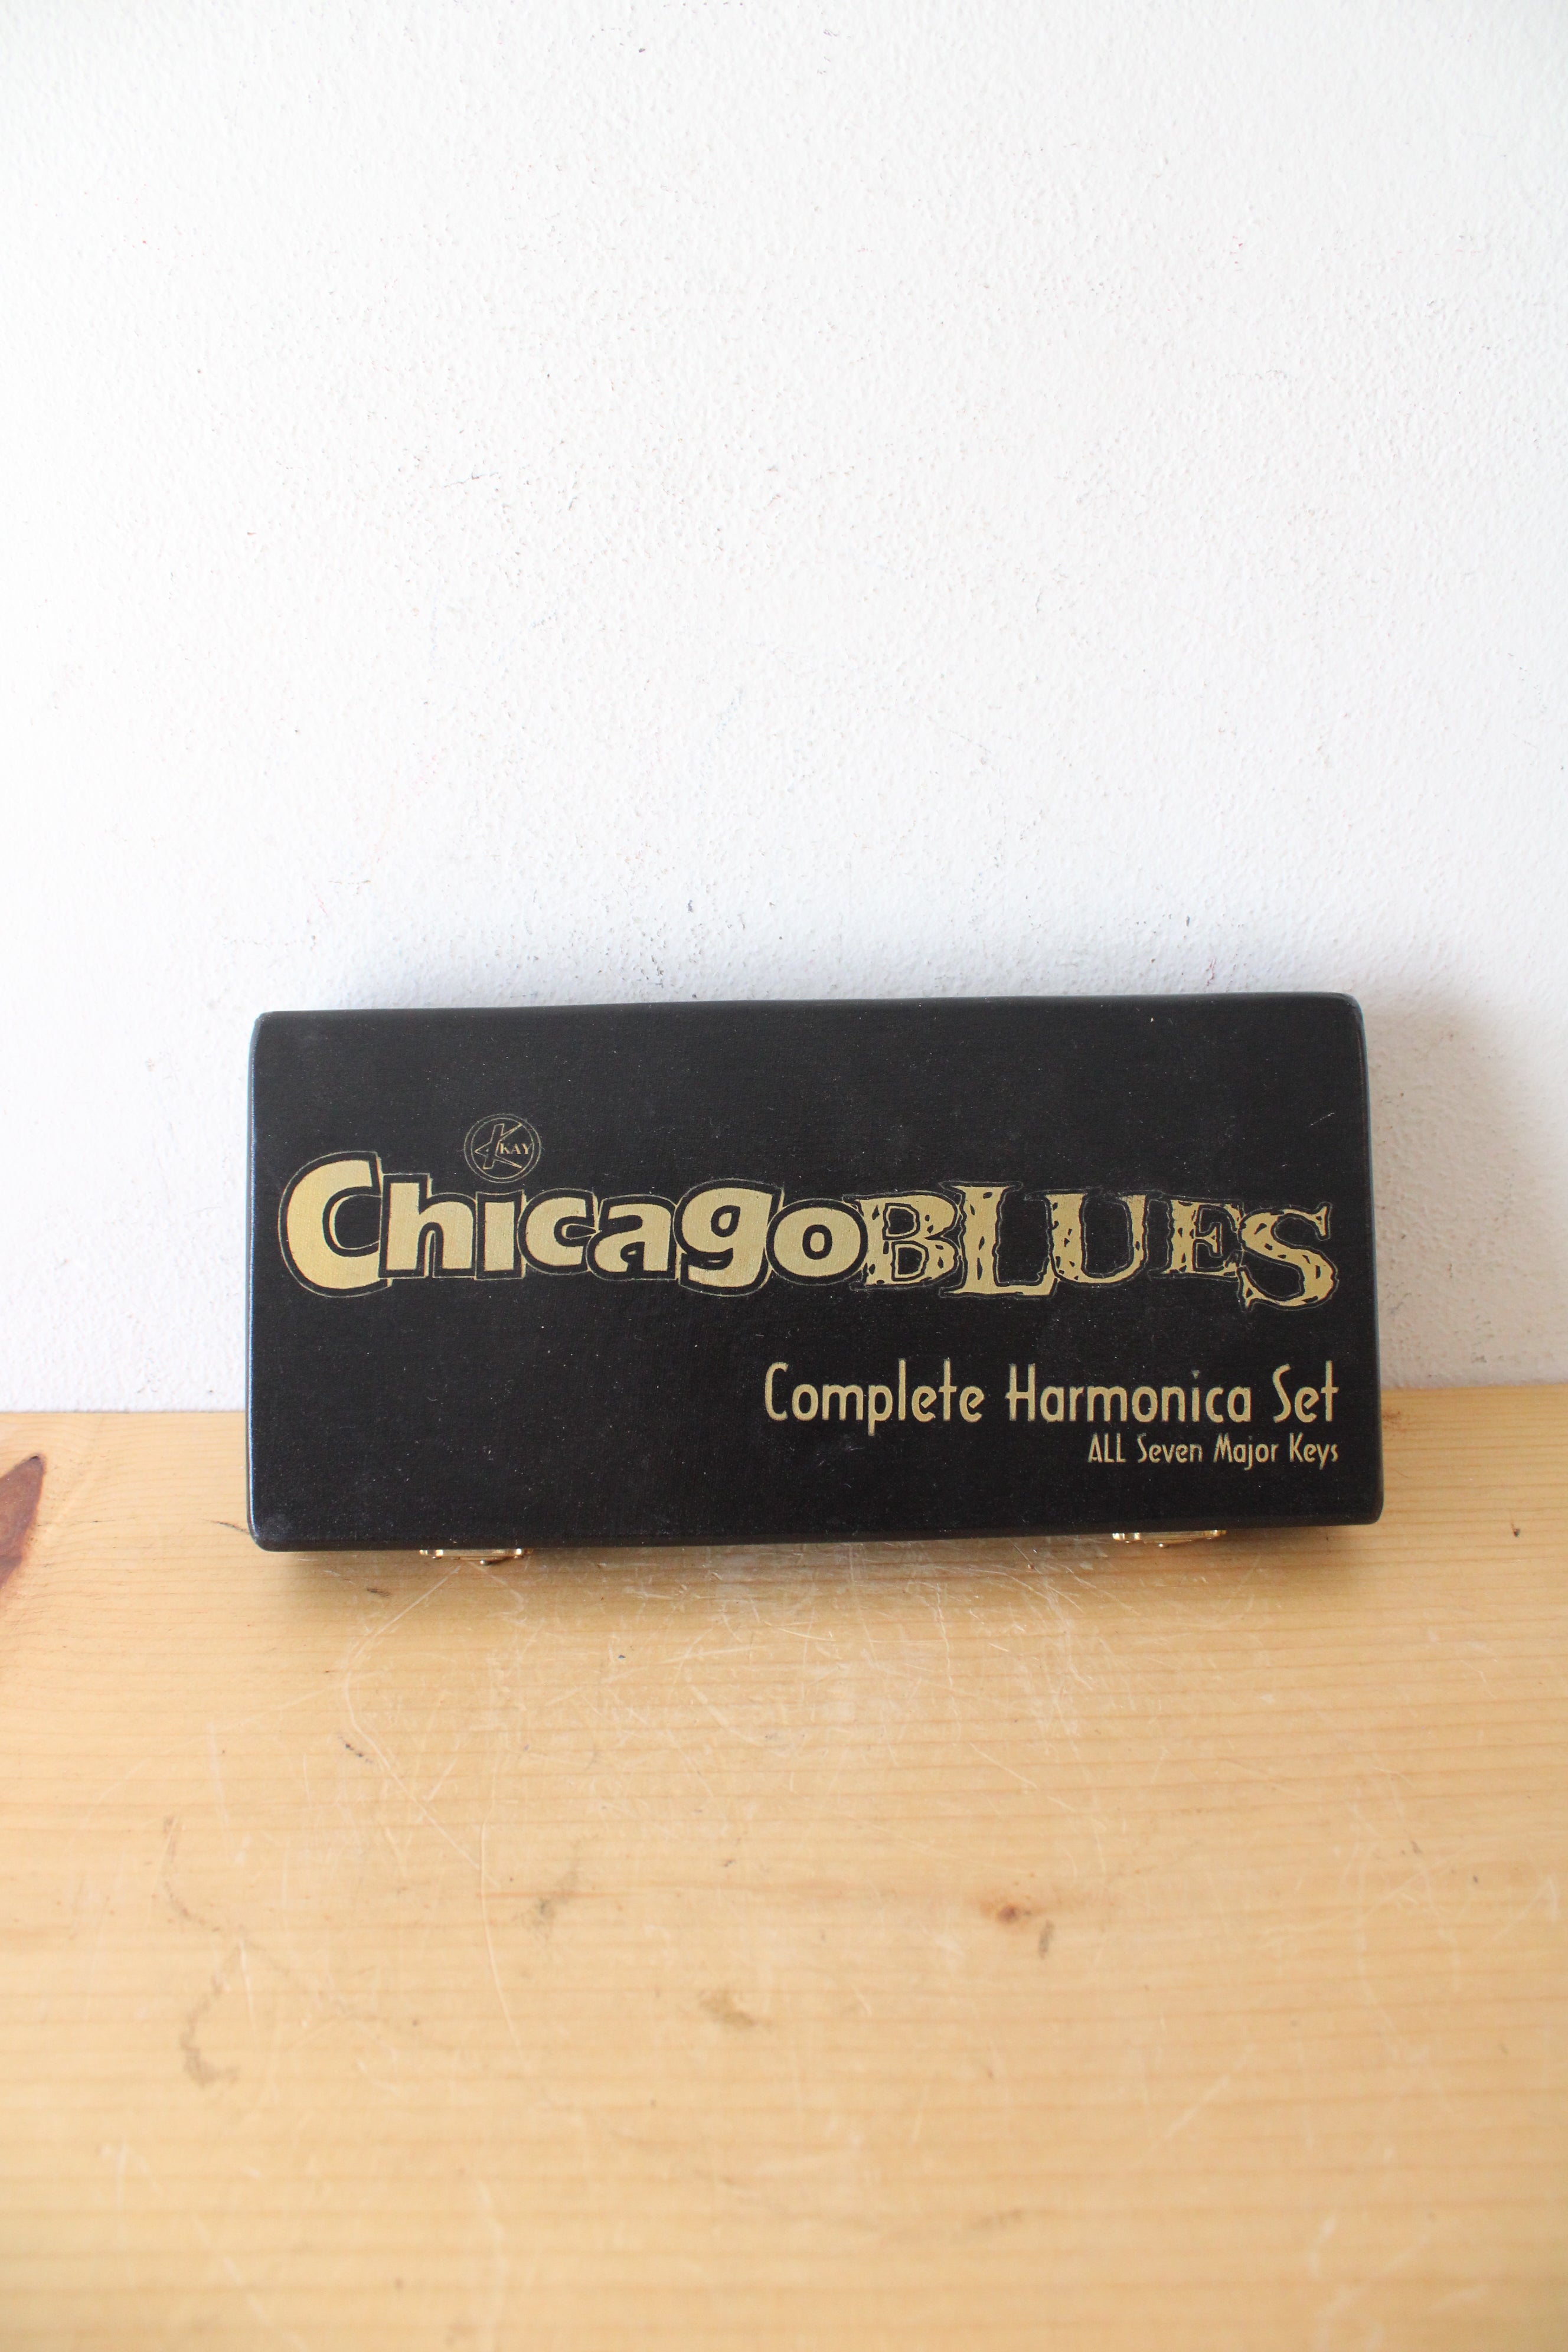 KAY
ChicagoBLUES
Complete Harmonica Set
ALL Seven Major Keys